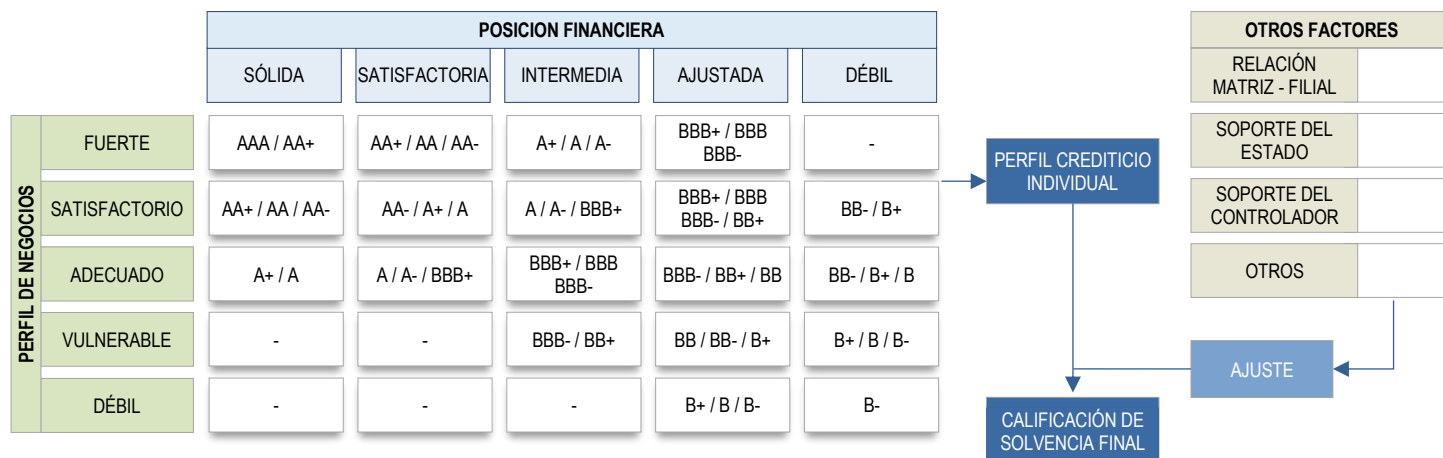 POSICION FINANCIERA
SÓLIDA
SATISFACTORIA
INTERMEDIA
AJUSTADA
DÉBIL
PERFIL DE NEGOCIOS
FUERTE
AAA / AA+
AA+ / AA / AA-
A+ / A / A-
BBB+ / BBB
BBB-
-
SATISFACTORIO
AA+ / AA / AA-
AA- / A+ / A
A / A- / BBB+
BBB+ / BBB
BBB- / BB+
BB- / B+
ADECUADO
A+ / A
A / A- / BBB+
BBB+ / BBB
BBB-
BBB- / BB+ / BB
BB- / B+ / B
VULNERABLE
-
-
BBB- / BB+
BB / BB- / B+
B+ / B / B-
DÉBIL
-
-
-
B+ / B / B-
B-
PERFIL CREDITICIO
INDIVIDUAL
CALIFICACIÓN DE
SOLVENCIA FINAL
OTROS FACTORES
RELACIÓN
MATRIZ - FILIAL
SOPORTE DEL
ESTADO
SOPORTE DEL
CONTROLADOR
OTROS
AJUSTE